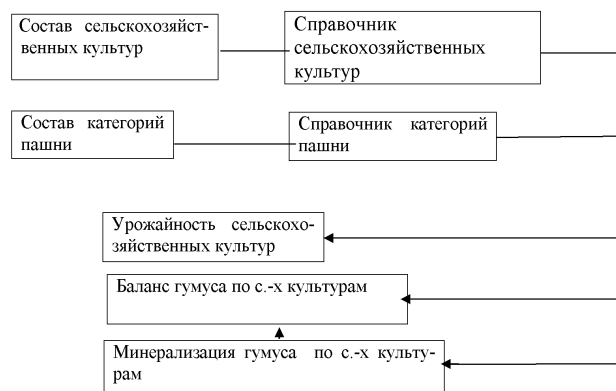 Состав сельскохозяйст-
венных культур
Справочник
сельскохозяйственных
культур
Состав категорий
пашни
Справочник категорий
пашни
Урожайность сельскохо-
зяйственных культур
Баланс гумуса по с.-х культурам
Минерализация гумуса по с.-х культу-
рам